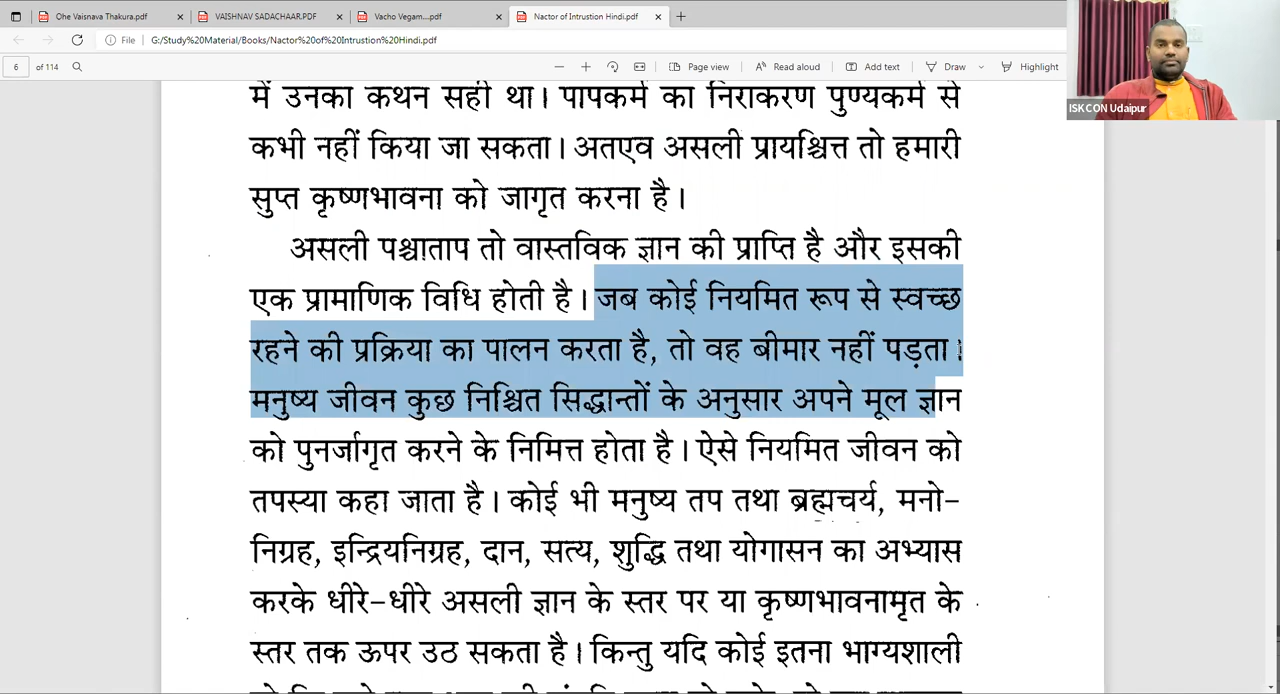 Ohe Vaisnava Thakura.pdf
VAISHNAV SADACHAAR.PDF
Vacho Vegam....pdf
Nactor of Intrustion Hindi.pdf
File
G:/Study%20Material/Books/Nactor%20of%20Intrustion%20Hindi.pdf
6 of 114
Page view
Read aloud
Add text
Draw
Highlight
ISKCON Udaipur
में उनका कथन सही था। पापकर्म का निराकरण पुण्यकर्म से
कभी नहीं किया जा सकता। अतएव असली प्रायश्चित्त तो हमारी
सुप्त कृष्णभावना को जागृत करना है।
असली पश्चाताप तो वास्तविक ज्ञान की प्राप्ति है और इसकी
एक प्रामाणिक विधि होती है। जब कोई नियमित रूप से स्वच्छ
रहने की प्रक्रिया का पालन करता है, तो वह बीमार नहीं पड़ता।
मनुष्य जीवन कुछ निश्चित सिद्धान्तों के अनुसार अपने मूल ज्ञान
को पुनर्जागृत करने के निमित्त होता है। ऐसे नियमित जीवन को
तपस्या कहा जाता है। कोई भी मनुष्य तप तथा ब्रह्मचर्य, मनो-
निग्रह, इन्द्रियनिग्रह, दान, सत्य, शुद्धि तथा योगासन का अभ्यास
करके धीरे-धीरे असली ज्ञान के स्तर पर या कृष्णभावनामृत के
स्तर तक ऊपर उठ सकता है। किन्तु यदि कोई इतना भाग्यशाली